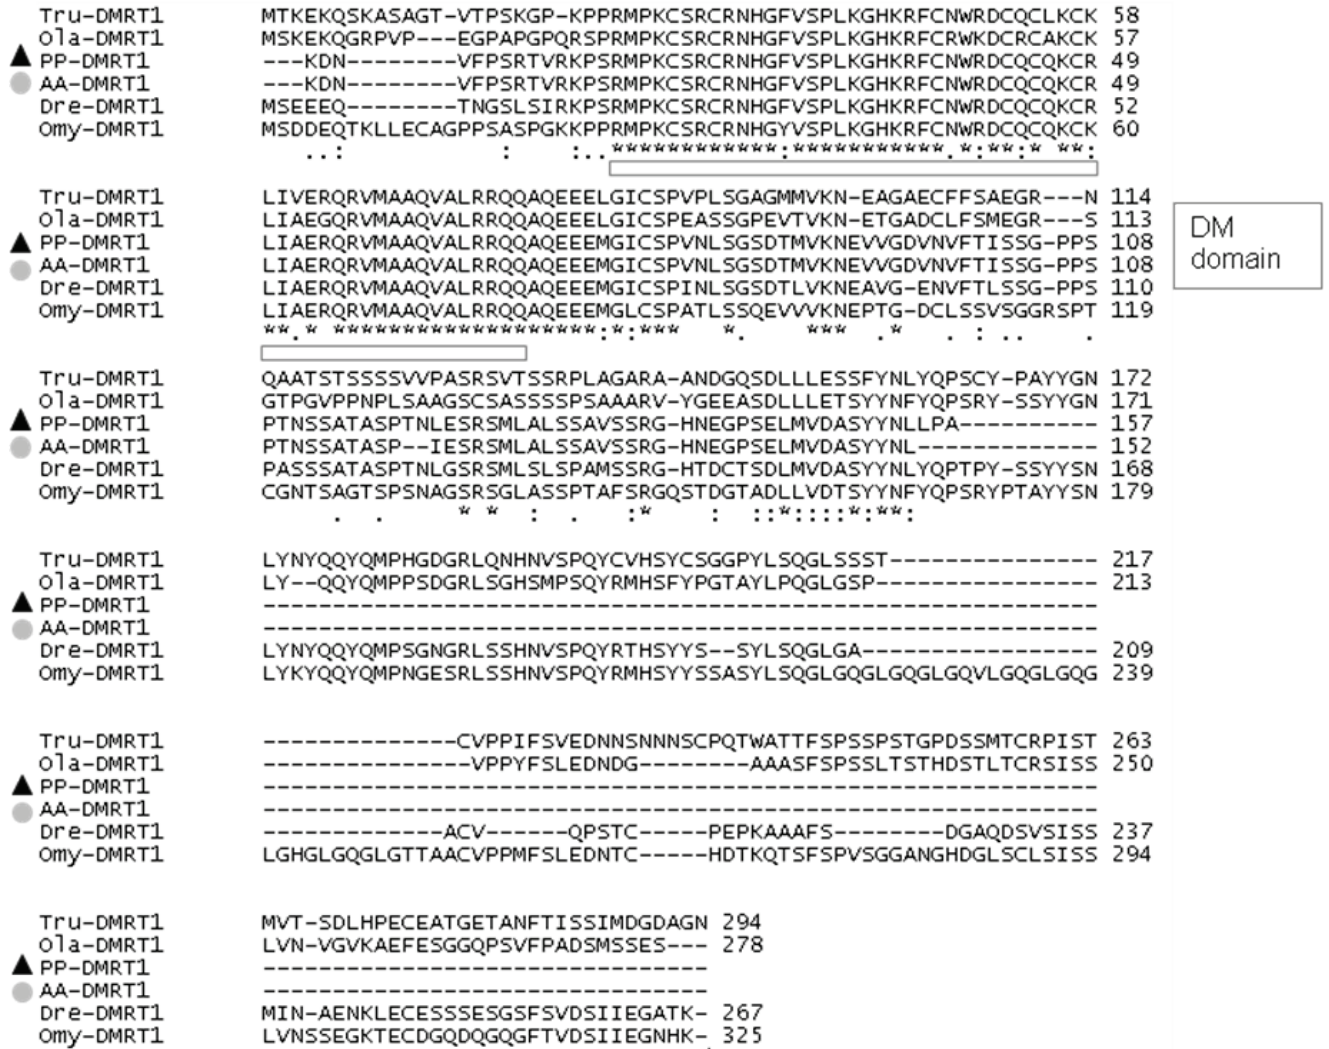 Tru-DMRT1 MTKEKQSKASAGT-VTPSKGP-KPPRMPKCSRCRNHGFVSPLKGHKRFCNWRDCQCLKCK 58
Ola-DMRT1 MSKEKQGRPVP---EGPAPGPQRSPRMPKCSRCRNHGFVSPLKGHKRFCRWKDCRCAKCK 57
PP-DMRT1 ---KDN--------VFPSRTVRKPSRMPKCSRCRNHGFVSPLKGHKRFCNWRDCQCQKCR 49
AA-DMRT1 ---KDN--------VFPSRTVRKPSRMPKCSRCRNHGFVSPLKGHKRFCNWRDCQCQKCR 49
Dre-DMRT1 MSEEEQ--------TNGSLSIRKPSRMPKCSRCRNHGFVSPLKGHKRFCNWRDCQCQKCR 52
Omy-DMRT1 MSDDEQTKLLECAGPPSASPGKKPPRMPKCSRCRNHGYVSPLKGHKRFCNWRDCQCQKCK 60
..: : :..************:***********.*:**:* **:
Tru-DMRT1 LIVERQRVMAAQVALRRQQAQEEELGICSPVPLSGAGMMVKN-EAGAECFFSAEGR---N 114
Ola-DMRT1 LIAEGQRVMAAQVALRRQQAQEEELGICSPEASSGPEVTVKN-ETGADCLFSMEGR---S 113
PP-DMRT1 LIAERQRVMAAQVALRRQQAQEEEMGICSPVNLSGSDTMVKNEVVGDVNVFTISSG-PPS 108
AA-DMRT1 LIAERQRVMAAQVALRRQQAQEEEMGICSPVNLSGSDTMVKNEVVGDVNVFTISSG-PPS 108
Dre-DMRT1 LIAERQRVMAAQVALRRQQAQEEEMGICSPINLSGSDTLVKNEAVG-ENVFTLSSG-PPS 110
Omy-DMRT1 LIAERQRVMAAQVALRRQQAQEEEMGLCSPATLSSQEVVVKNEPTG-DCLSSVSGGRSPT 119
**.* *******************:*:*** *. *** .* . : .. .
DM
domain
Tru-DMRT1 QAATSTSSSSVVPASRSVTSSRPLAGARA-ANDGQSDLLLESSFYNLYQPSCY-PAYYGN 172
Ola-DMRT1 GTPGVPPNPLSAAGSCSASSSSPSAAARV-YGEEASDLLLETSYYNFYQPSRY-SSYYGN 171
PP-DMRT1 PTNSSATASPTNLESRSMLALSSAVSSRG-HNEGPSELMVDASYYNLLPA---------- 157
AA-DMRT1 PTNSSATASP--IESRSMLALSSAVSSRG-HNEGPSELMVDASYYNL------------- 152
Dre-DMRT1 PASSSATASPTNLGSRSMLSLSPAMSSRG-HTDCTSDLMVDASYYNLYQPTPY-SSYYSN 168
Omy-DMRT1 CGNTSAGTSPSNAGSRSGLASSPTAFSRGQSTDGTADLLVDTSYYNFYQPSRYPTAYYSN 179
. . * * : . :* : ::*::::*:**:
Tru-DMRT1 LYNYQQYQMPHGDGRLQNHNVSPQYCVHSYCSGGPYLSQGLSSST--------------- 217
Ola-DMRT1 LY--QQYQMPPSDGRLSGHSMPSQYRMHSFYPGTAYLPQGLGSP---------------- 213
PP-DMRT1 ------------------------------------------------------------
AA-DMRT1 ------------------------------------------------------------
Dre-DMRT1 LYNYQQYQMPSGNGRLSSHNVSPQYRTHSYYS--SYLSQGLGA----------------- 209
Omy-DMRT1 LYKYQQYQMPNGESRLSSHNVSPQYRMHSYYSSASYLSQGLGQGLGQGLGQVLGQGLGQG 239
Tru-DMRT1 --------------CVPPIFSVEDNNSNNNSCPQTWATTFSPSSPSTGPDSSMTCRPIST 263
Ola-DMRT1 ---------------VPPYFSLEDNDG--------AAASFSPSSLTSTHDSTLTCRSISS 250
PP-DMRT1 ------------------------------------------------------------
AA-DMRT1 ------------------------------------------------------------
Dre-DMRT1 -------------ACV------QPSTC-----PEPKAAAFS--------DGAQDSVSISS 237
Omy-DMRT1 LGHGLGQGLGTTAACVPPMFSLEDNTC-----HDTKQTSFSPVSGGANGHDGLSCLSISS 294
Tru-DMRT1 MVT-SDLHPECEATGETANFTISSIMDGDAGN 294
Ola-DMRT1 LVN-VGVKAEFESGGQPSVFPADSMSSES--- 278
PP-DMRT1 --------------------------------
AA-DMRT1 --------------------------------
Dre-DMRT1 MIN-AENKLECESSSESGSFSVDSIIEGATK- 267
Omy-DMRT1 LVNSSEGKTECDGQDQGQGFTVDSIIEGNHK- 325